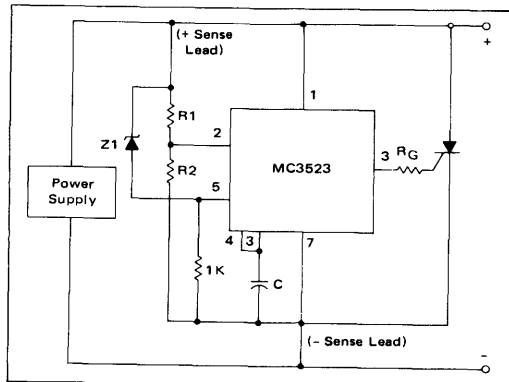 (+ Sense
Lead)
+
1
R1
Z1
2
3
RG
MC3523
R2
Power
Supply
5
4
3
7
1K
C
(- Sense Lead)
-